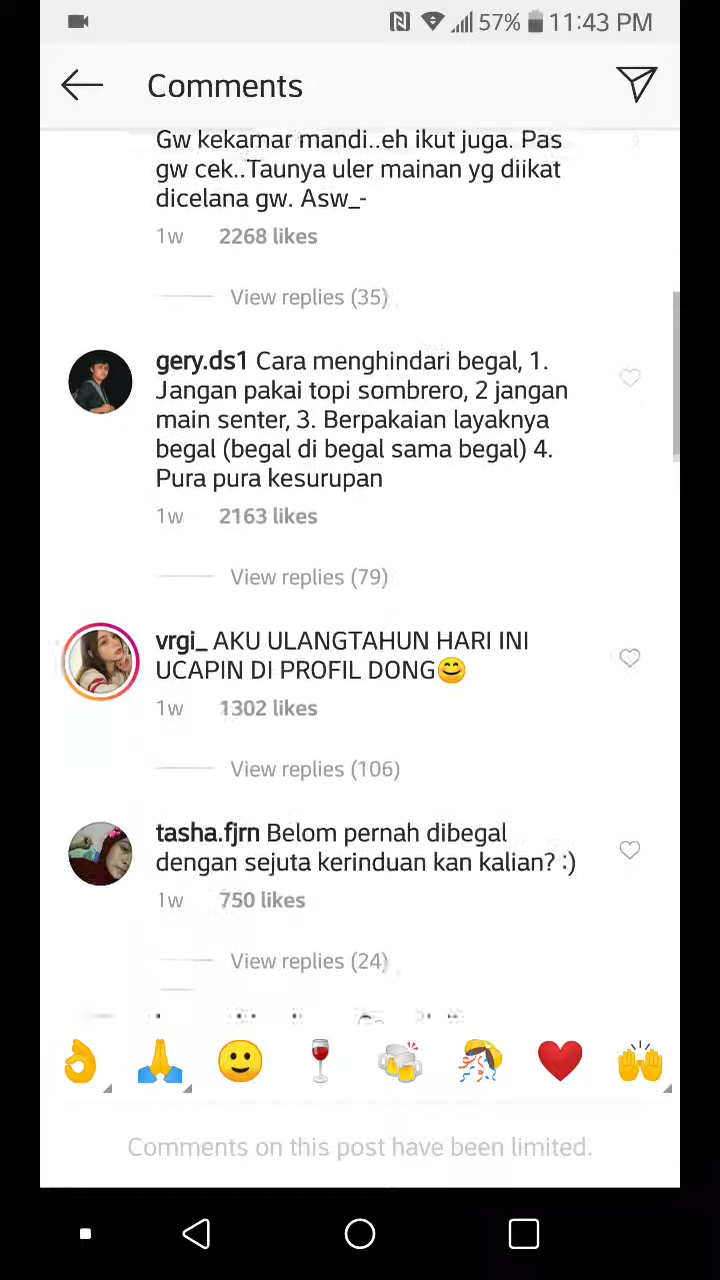 57% 11:43 PM
Comments
Gw kekamar mandi..eh ikut juga. Pas
gw cek..Taunya uler mainan yg diikat
dicelana gw. Asw_-
1w 2268 likes
View replies (35)
gery.ds1 Cara menghindari begal, 1.
Jangan pakai topi sombrero, 2 jangan
main senter, 3. Berpakaian layaknya
begal (begal di begal sama begal) 4.
Pura pura kesurupan
1w 2163 likes
View replies (79)
vrgi_ AKU ULANGTAHUN HARI INI
UCAPIN DI PROFIL DONG😊
1w 1302 likes
View replies (106)
tasha.fjrn Belom pernah dibegal
dengan sejuta kerinduan kan kalian? :)
1w 750 likes
View replies (24)
Comments on this post have been limited.